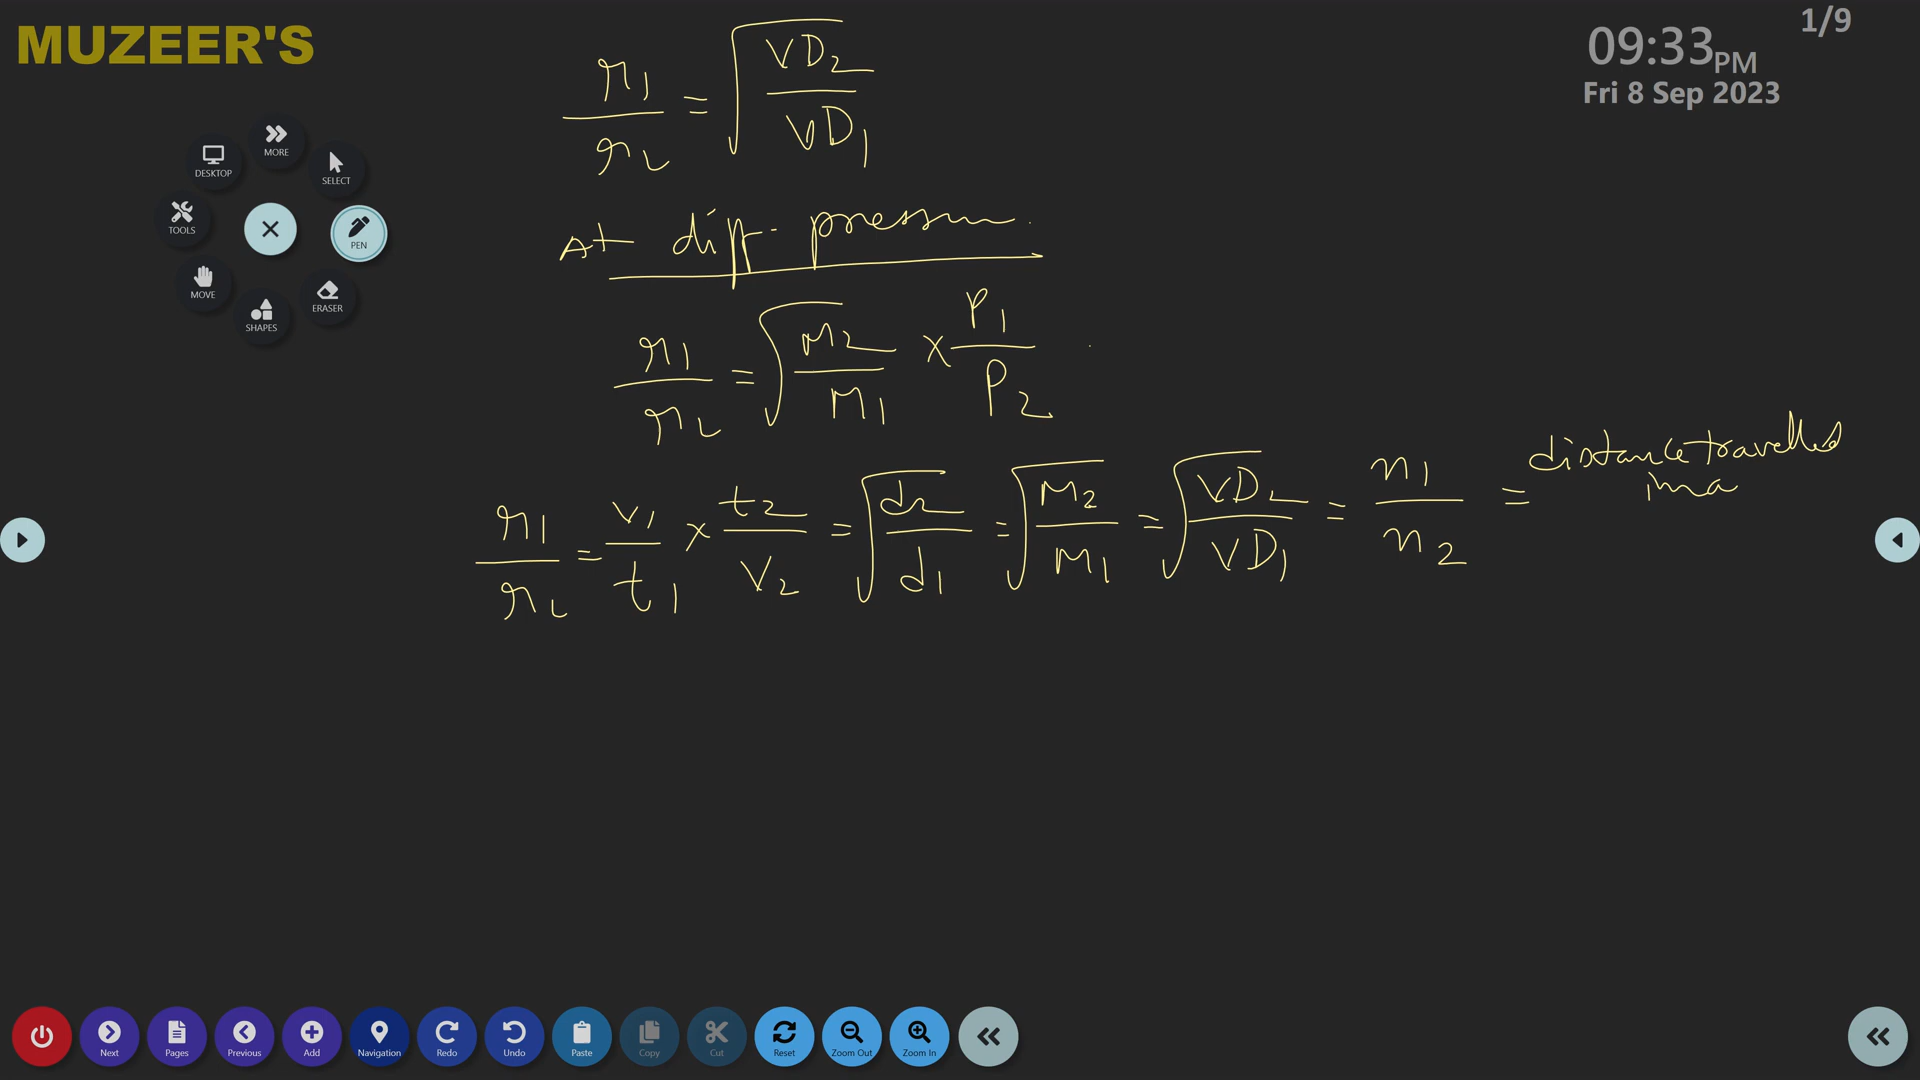 MUZEER'S
09:33PM
1/9
Fri 8 Sep 2023
r1/r2 = √(VD2/VD1)
At diff. pressure.
r1/r2 = √(M2/M1) × P1/P2
r1/r2 = V1/t1 × t2/V2 = √(d2/d1) = √(M2/M1) = √(VD2/VD1) = n1/n2 = distance travelled
in a
MORE
DESKTOP
SELECT
TOOLS
PEN
MOVE
ERASER
SHAPES
Next
Pages
Previous
Add
Navigation
Redo
Undo
Paste
Copy
Cut
Reset
Zoom Out
Zoom In